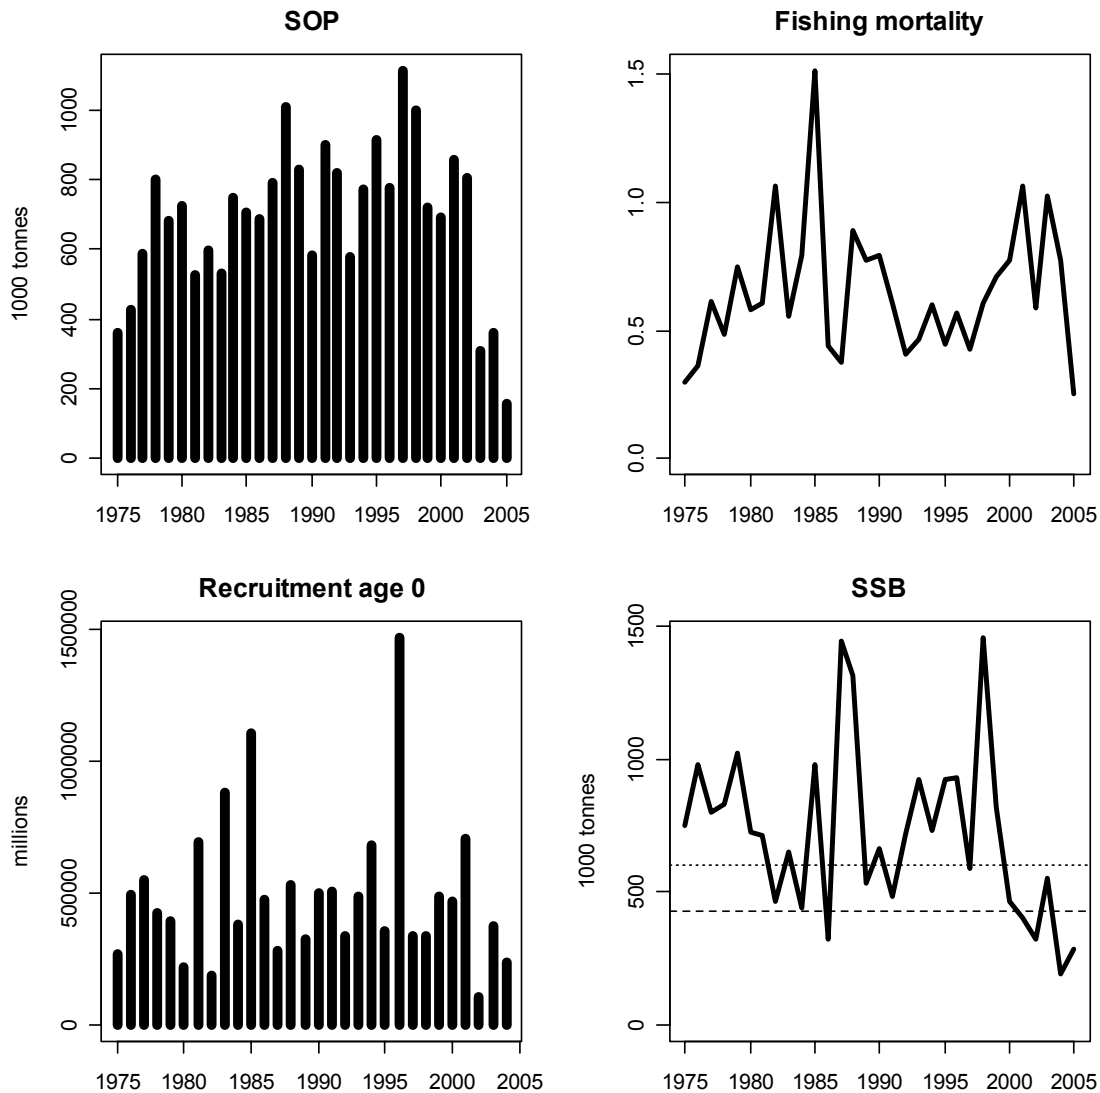 SOP
1000 tonnes
0 200 400 600 800 1000
1975 1980 1985 1990 1995 2000 2005
Fishing mortality
0.0 0.5 1.0 1.5
1975 1980 1985 1990 1995 2000 2005
Recruitment age 0
millions
0 500000 1000000 1500000
1975 1980 1985 1990 1995 2000 2005
SSB
1000 tonnes
0 500 1000 1500
1975 1980 1985 1990 1995 2000 2005